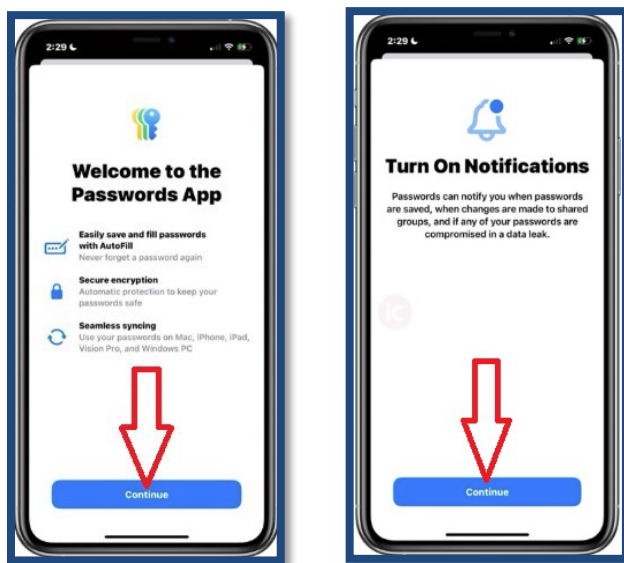 2:29
Welcome to the
Passwords App
Easily save and fill passwords
with AutoFill
Never forget a password again
Secure encryption
Automatic protection to keep your
passwords safe
Seamless syncing
Use your passwords on Mac, iPhone, iPad,
Vision Pro, and Windows PC
Continue
2:29
Turn On Notifications
Passwords can notify you when passwords
are saved, when changes are made to shared
groups, and if any of your passwords are
compromised in a data leak.
iC
Continue